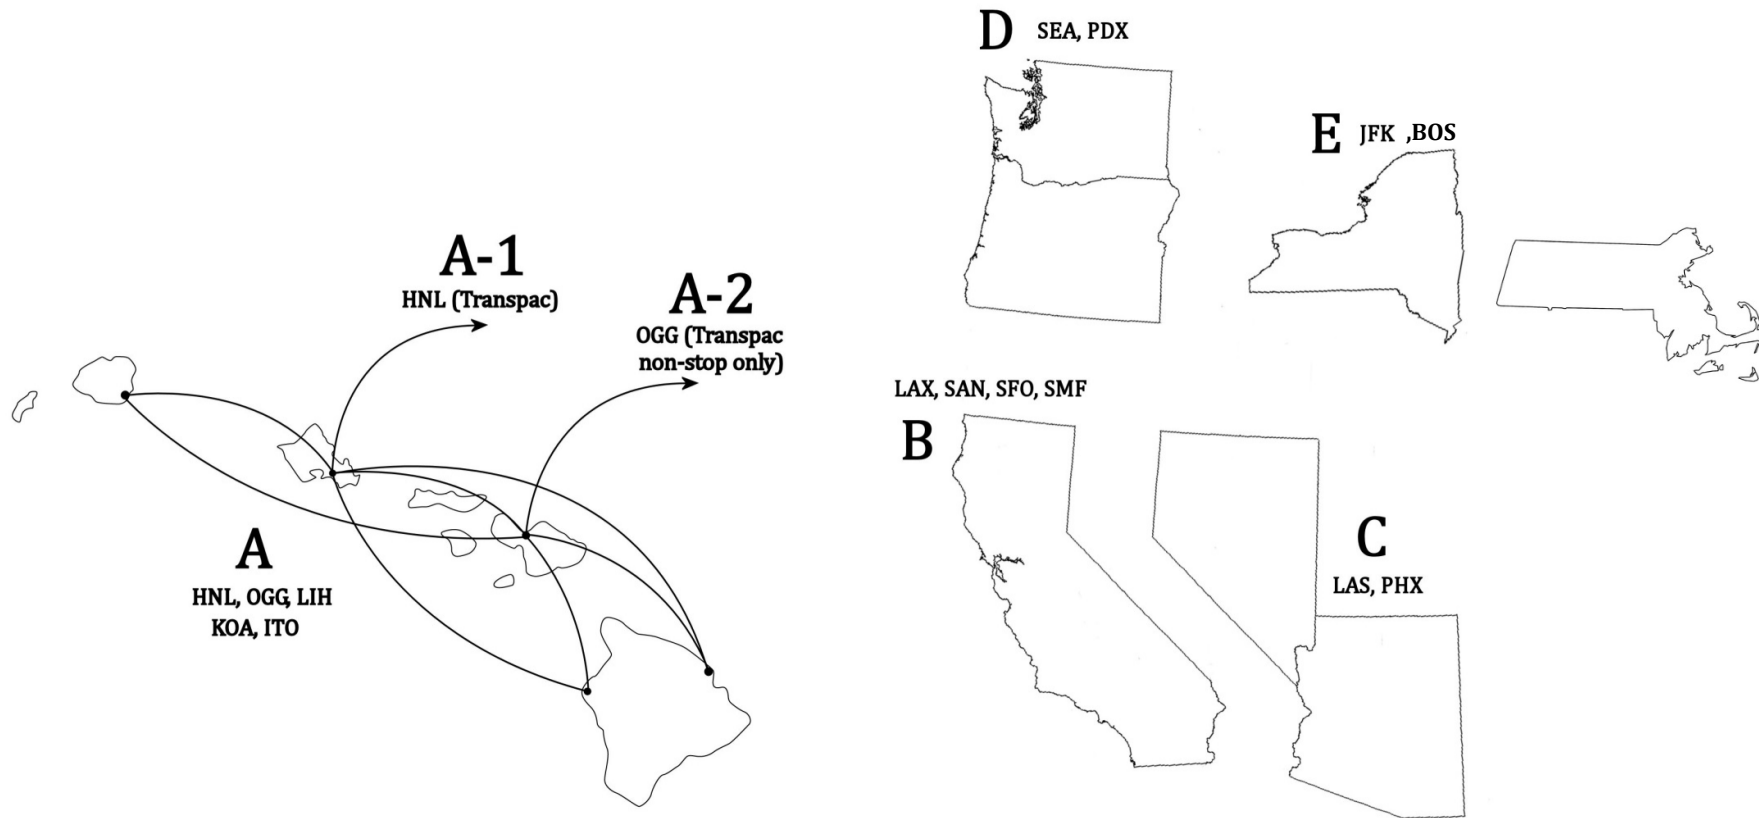 A-1
HNL (Transpac)
A-2
OGG (Transpac
non-stop only)
A
HNL, OGG, LIH
KOA, ITO
D SEA, PDX
E JFK ,BOS
LAX, SAN, SFO, SMF
B
C
LAS, PHX